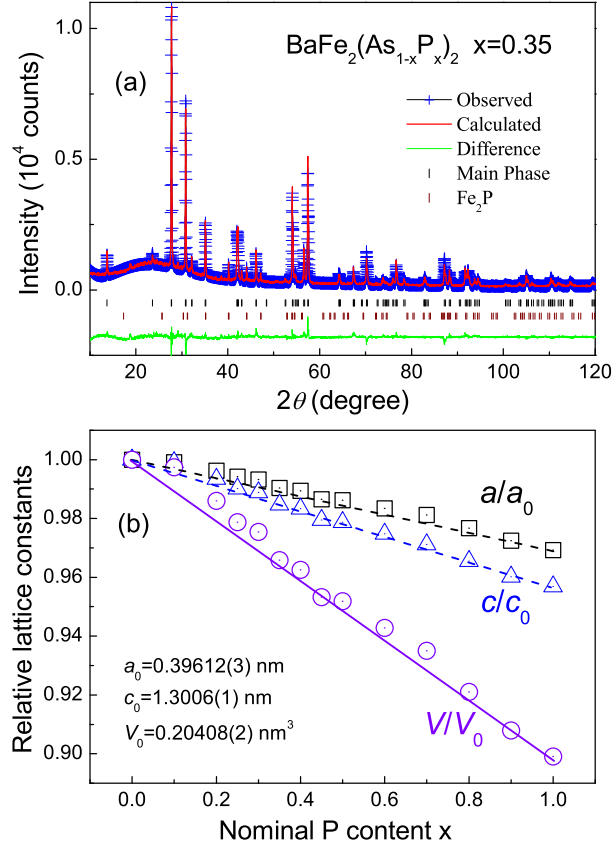 BaFe₂(As₁₋ₓPₓ)₂ x=0.35
(a)
Observed
Calculated
Difference
Main Phase
Fe₂P
Intensity (10⁴ counts)
1.0
0.5
0.0
20 40 60 80 100 120
2θ (degree)
(b)
a/a₀
c/c₀
V/V₀
a₀=0.39612(3) nm
c₀=1.3006(1) nm
V₀=0.20408(2) nm³
Relative lattice constants
1.00
0.98
0.96
0.94
0.92
0.90
0.0 0.2 0.4 0.6 0.8 1.0
Nominal P content x